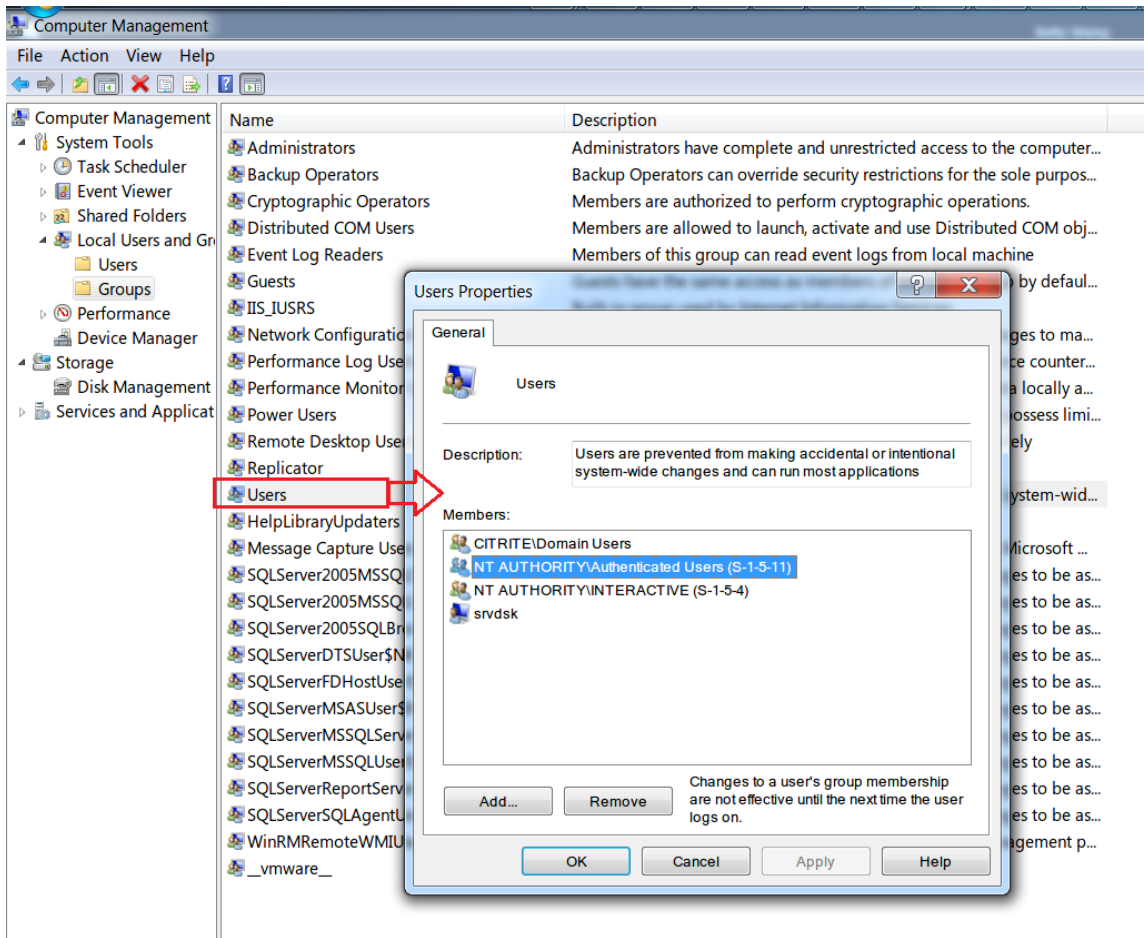 Computer Management
File Action View Help
Computer Management
System Tools
Task Scheduler
Event Viewer
Shared Folders
Local Users and Gr
Users
Groups
Performance
Device Manager
Storage
Disk Management
Services and Applicat
Name Description
Administrators Administrators have complete and unrestricted access to the computer...
Backup Operators Backup Operators can override security restrictions for the sole purpos...
Cryptographic Operators Members are authorized to perform cryptographic operations.
Distributed COM Users Members are allowed to launch, activate and use Distributed COM obj...
Event Log Readers Members of this group can read event logs from local machine
Guests by defaul...
IIS_IUSRS
Network Configuratio ges to ma...
Performance Log Use ce counter...
Performance Monitor a locally a...
Power Users ossess limi...
Remote Desktop User ely
Replicator
Users ystem-wid...
HelpLibraryUpdaters
Message Capture Use Microsoft ...
SQLServer2005MSSQ es to be as...
SQLServer2005MSSQ es to be as...
SQLServer2005SQLBr es to be as...
SQLServerDTSUser$N es to be as...
SQLServerFDHostUse es to be as...
SQLServerMSASUser$ es to be as...
SQLServerMSSQLServ es to be as...
SQLServerMSSQLUser es to be as...
SQLServerReportServ es to be as...
SQLServerSQLAgentU es to be as...
WinRMRemoteWMIU agement p...
__vmware__
Users Properties
General
Users
Description: Users are prevented from making accidental or intentional
system-wide changes and can run most applications
Members:
CITRITE\Domain Users
NT AUTHORITY\Authenticated Users (S-1-5-11)
NT AUTHORITY\INTERACTIVE (S-1-5-4)
srvdsk
Add... Remove
Changes to a user's group membership
are not effective until the next time the user
logs on.
OK Cancel Apply Help